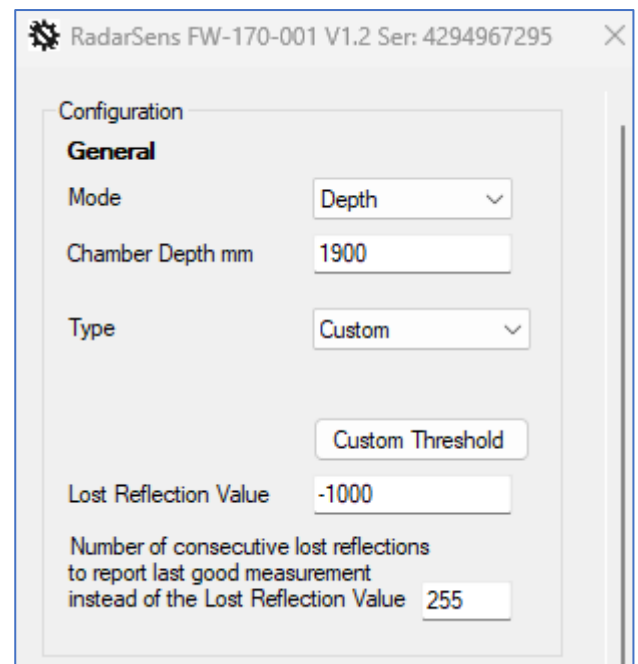 RadarSens FW-170-001 V1.2 Ser: 4294967295
Configuration
General
Mode Depth
Chamber Depth mm 1900
Type Custom
Custom Threshold
Lost Reflection Value -1000
Number of consecutive lost reflections
to report last good measurement
instead of the Lost Reflection Value 255